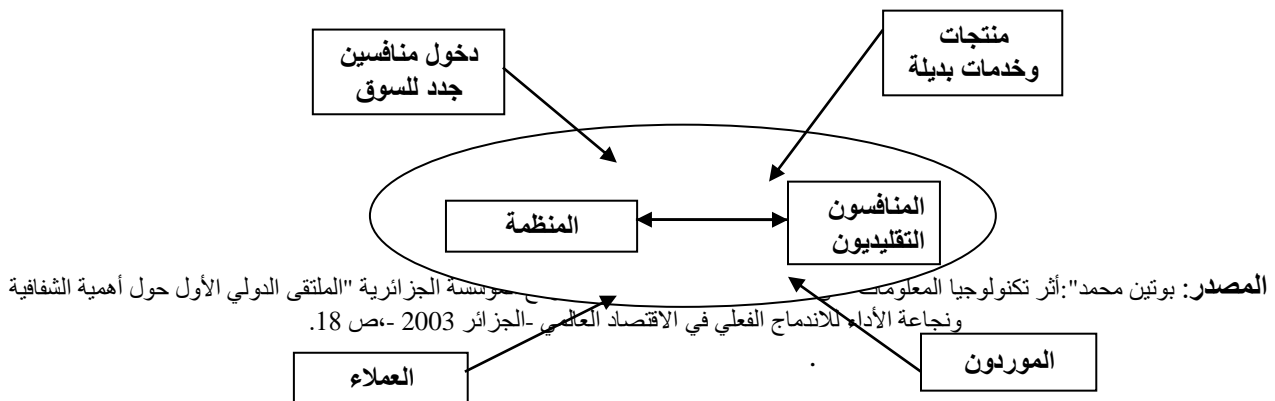 دخول منافسين
جدد للسوق
منتجات
وخدمات بديلة
المنظمة
المنافسون
التقليديون
المصدر: بوتين محمد":أثر تكنولوجيا المعلومات الجزائرية "الملتقى الدولي الأول حول أهمية الشفافية
ونجاعة الأداء للاندماج الفعلي في الاقتصاد العالمي -الجزائر 2003 -،ص 18.
العملاء
الموردون
.